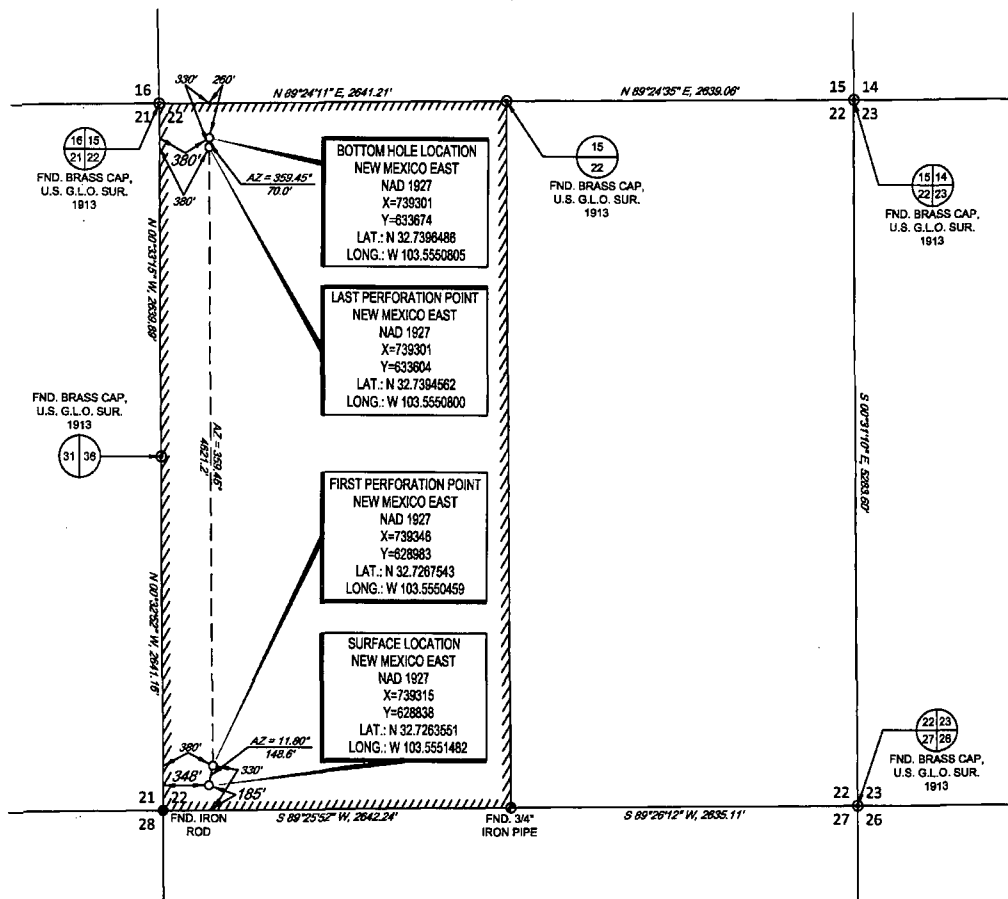 330' 260'
16
N 89°24'11" E, 2641.21'
N 89°24'35" E, 2639.06'
15 14
21 22
22 23
16 15
21 22
FND. BRASS CAP,
U.S. G.L.O. SUR.
1913
380'
380'
AZ = 359.45°
70.0'
BOTTOM HOLE LOCATION
NEW MEXICO EAST
NAD 1927
X=739301
Y=633674
LAT.: N 32.7396486
LONG.: W 103.5550805
15
22
FND. BRASS CAP,
U.S. G.L.O. SUR.
1913
15 14
22 23
FND. BRASS CAP,
U.S. G.L.O. SUR.
1913
N 00°33'15" W, 2639.89'
LAST PERFORATION POINT
NEW MEXICO EAST
NAD 1927
X=739301
Y=633604
LAT.: N 32.7394562
LONG.: W 103.5550800
FND. BRASS CAP,
U.S. G.L.O. SUR.
1913
31 36
AZ = 359.45°
4621.2'
S 00°31'10" E, 5283.60'
FIRST PERFORATION POINT
NEW MEXICO EAST
NAD 1927
X=739346
Y=628983
LAT.: N 32.7267543
LONG.: W 103.5550459
N 00°32'52" W, 2641.16'
SURFACE LOCATION
NEW MEXICO EAST
NAD 1927
X=739315
Y=628838
LAT.: N 32.7263551
LONG.: W 103.5551482
380'
AZ = 11.80°
148.6'
348'
330'
185'
22 23
27 26
FND. BRASS CAP,
U.S. G.L.O. SUR.
1913
21 22
28
FND. IRON
ROD
S 89°25'52" W, 2642.24'
FND. 3/4"
IRON PIPE
S 89°26'12" W, 2635.11'
22 23
27 26